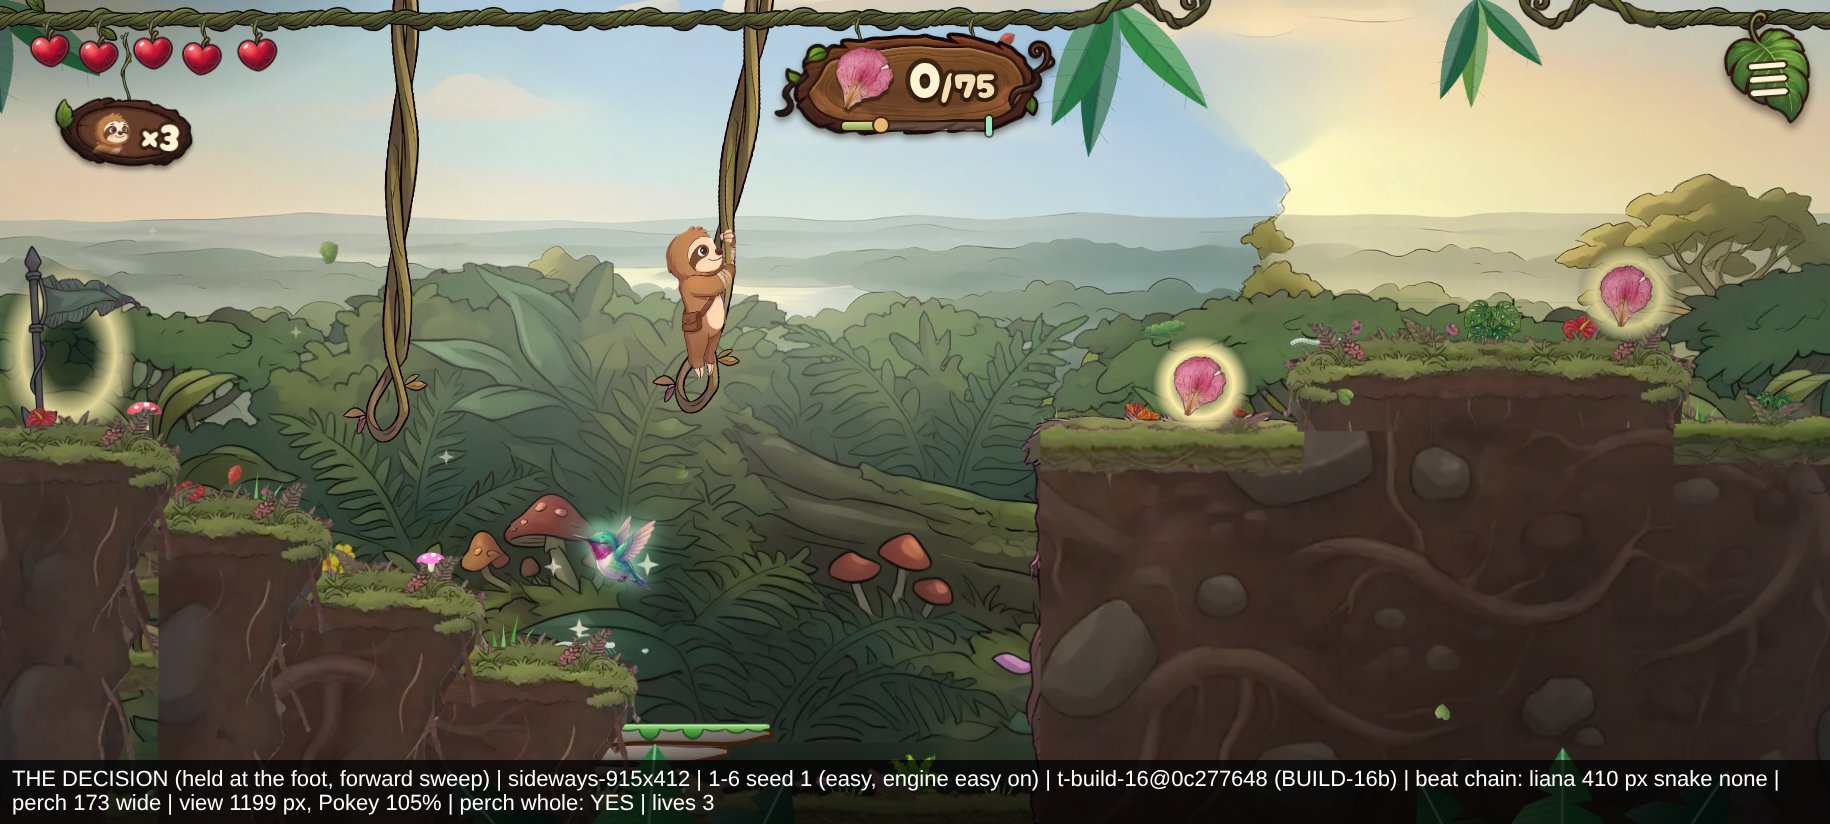 ×3
0/75
THE DECISION (held at the foot, forward sweep) | sideways-915x412 | 1-6 seed 1 (easy, engine easy on) | t-build-16@0c277648 (BUILD-16b) | beat chain: liana 410 px snake none |
perch 173 wide | view 1199 px, Pokey 105% | perch whole: YES | lives 3